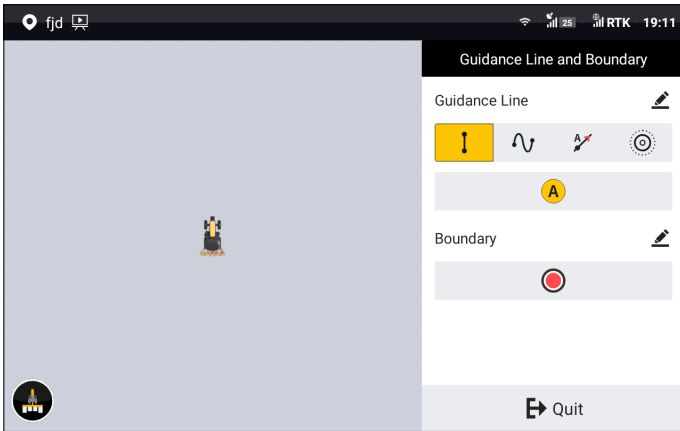 fjd
25
RTK
19:11
Guidance Line and Boundary
Guidance Line
A
A
Boundary
Quit